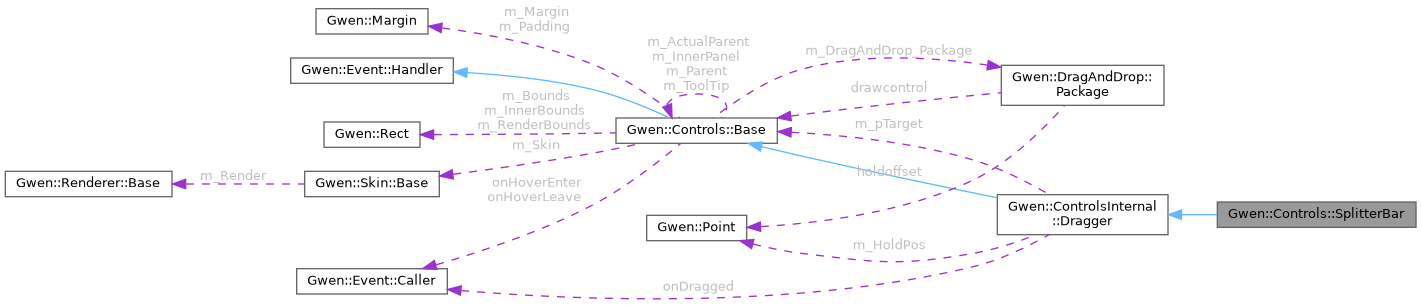 Gwen::Margin
m_Margin
m_Padding
Gwen::Event::Handler
m_ActualParent
m_InnerPanel
m_Parent
m_ToolTip
m_DragAndDrop_Package
Gwen::DragAndDrop::
Package
drawcontrol
m_Bounds
m_InnerBounds
m_RenderBounds
Gwen::Rect
Gwen::Controls::Base
m_pTarget
m_Skin
Gwen::Renderer::Base
m_Render
Gwen::Skin::Base
holdoffset
onHoverEnter
onHoverLeave
Gwen::ControlsInternal
::Dragger
Gwen::Controls::SplitterBar
Gwen::Point
m_HoldPos
Gwen::Event::Caller
onDragged